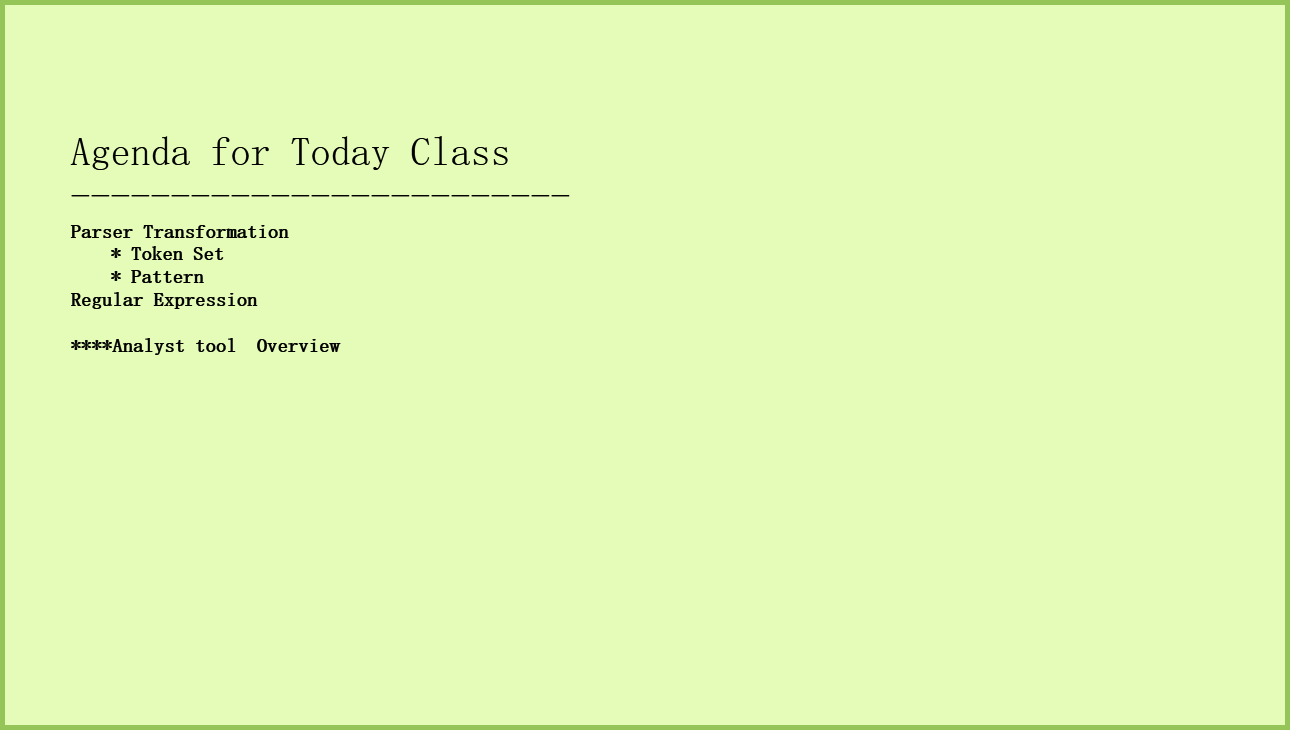 Agenda for Today Class
—————————————————————————
Parser Transformation
    * Token Set
    * Pattern
Regular Expression
****Analyst tool  Overview